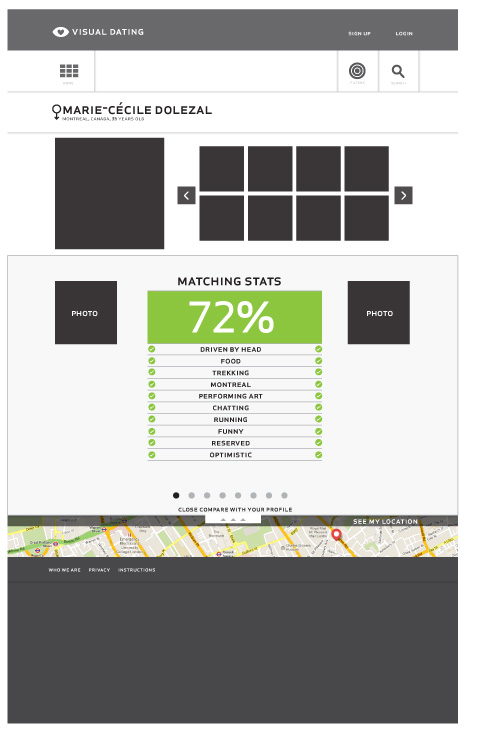 VISUAL DATING
SIGN UP LOGIN
MARIE-CÉCILE DOLEZAL
MONTREAL, CANADA, 35 YEARS OLD
MATCHING STATS
PHOTO
72%
PHOTO
DRIVEN BY HEAD
FOOD
TREKKING
MONTREAL
PERFORMING ART
CHATTING
RUNNING
FUNNY
RESERVED
OPTIMISTIC
CLOSE COMPARE WITH YOUR PROFILE
SEE MY LOCATION
WHO WE ARE PRIVACY INSTRUCTIONS